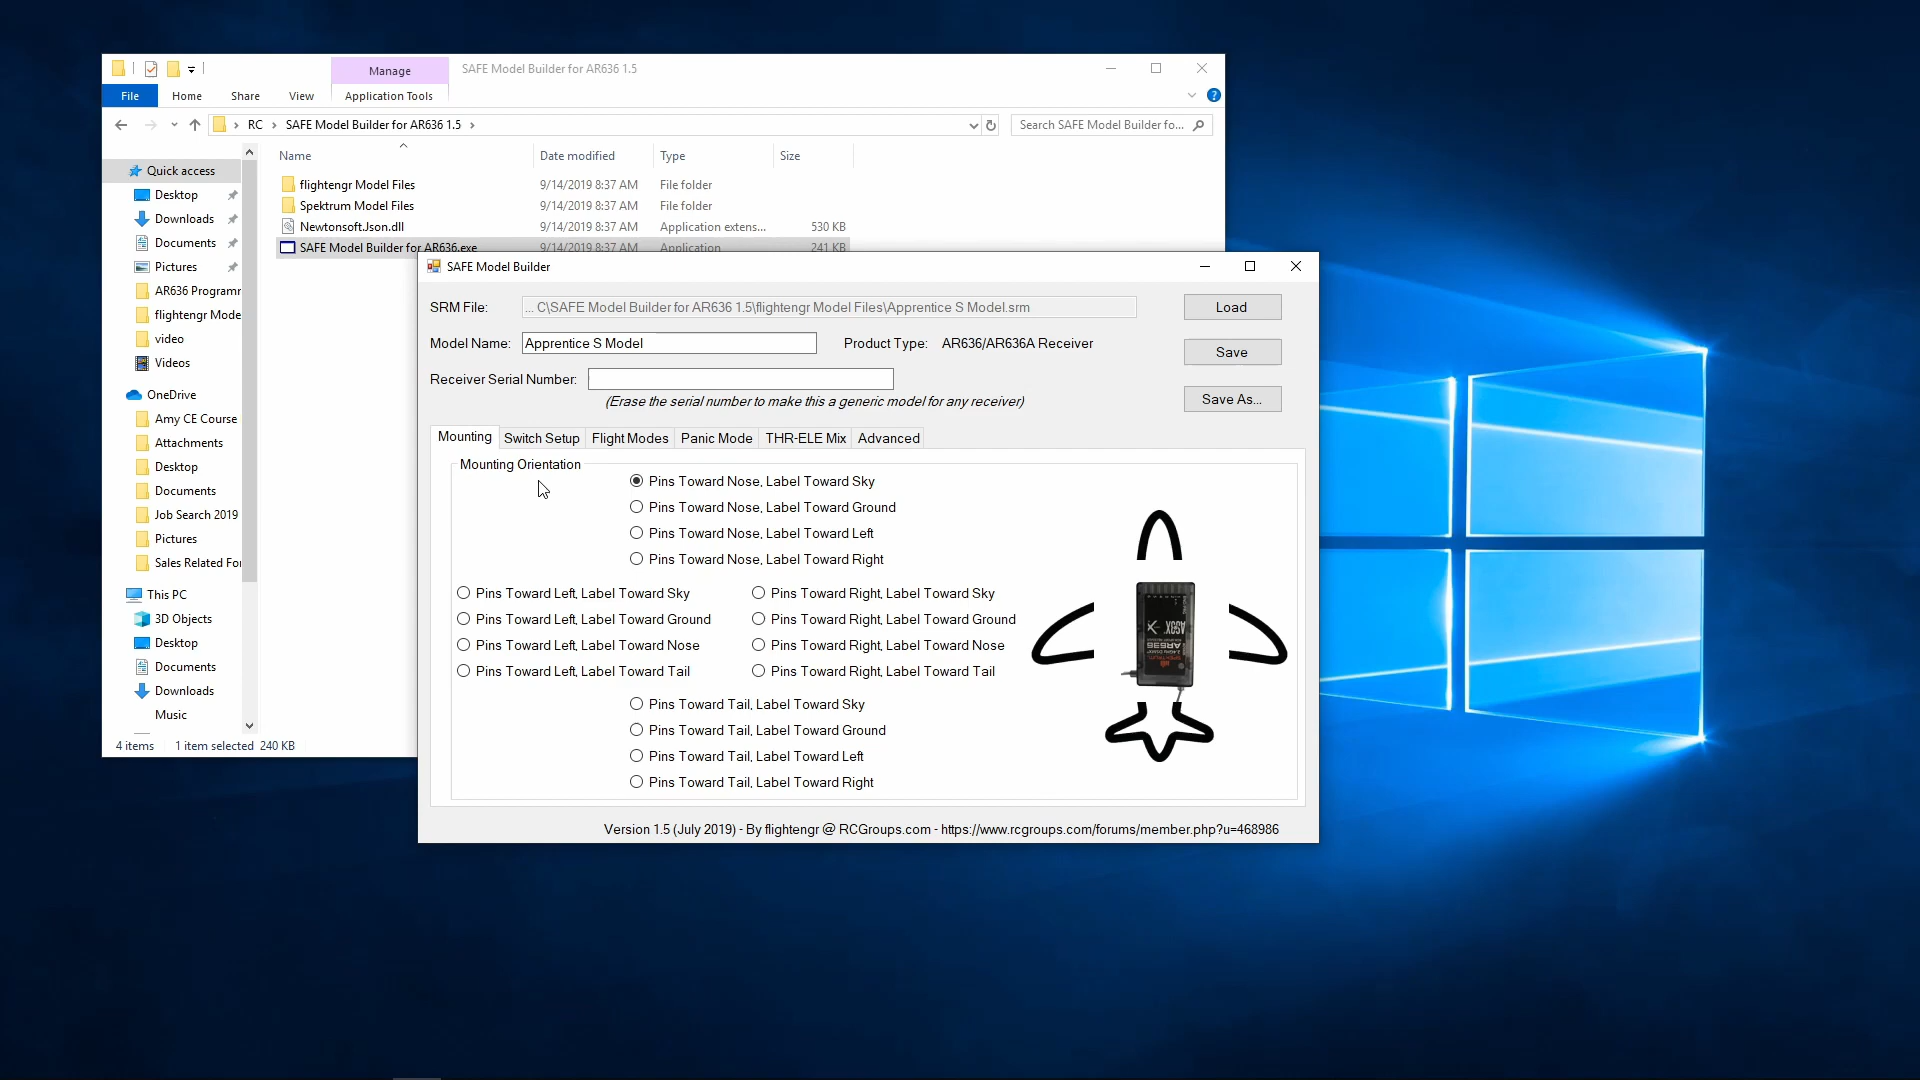 Manage
SAFE Model Builder for AR636 1.5
File
Home
Share
View
Application Tools
RC
SAFE Model Builder for AR636 1.5
Search SAFE Model Builder fo...
Name
Date modified
Type
Size
flightengr Model Files
9/14/2019 8:37 AM
File folder
Spektrum Model Files
9/14/2019 8:37 AM
File folder
Newtonsoft.Json.dll
9/14/2019 8:37 AM
Application extens...
530 KB
SAFE Model Builder for AR636.exe
9/14/2019 8:37 AM
Application
241 KB
Quick access
Desktop
Downloads
Documents
Pictures
AR636 Programr
flightengr Mode
video
Videos
OneDrive
Amy CE Course
Attachments
Desktop
Documents
Job Search 2019
Pictures
Sales Related For
This PC
3D Objects
Desktop
Documents
Downloads
Music
4 items
1 item selected 240 KB
SAFE Model Builder
SRM File:
... C\SAFE Model Builder for AR636 1.5\flightengr Model Files\Apprentice S Model.srm
Load
Model Name:
Apprentice S Model
Product Type:
AR636/AR636A Receiver
Save
Receiver Serial Number:
(Erase the serial number to make this a generic model for any receiver)
Save As...
Mounting
Switch Setup
Flight Modes
Panic Mode
THR-ELE Mix
Advanced
Mounting Orientation
Pins Toward Nose, Label Toward Sky
Pins Toward Nose, Label Toward Ground
Pins Toward Nose, Label Toward Left
Pins Toward Nose, Label Toward Right
Pins Toward Left, Label Toward Sky
Pins Toward Left, Label Toward Ground
Pins Toward Left, Label Toward Nose
Pins Toward Left, Label Toward Tail
Pins Toward Right, Label Toward Sky
Pins Toward Right, Label Toward Ground
Pins Toward Right, Label Toward Nose
Pins Toward Right, Label Toward Tail
Pins Toward Tail, Label Toward Sky
Pins Toward Tail, Label Toward Ground
Pins Toward Tail, Label Toward Left
Pins Toward Tail, Label Toward Right
AS3X
AR636
Version 1.5 (July 2019) - By flightengr @ RCGroups.com - https://www.rcgroups.com/forums/member.php?u=468986